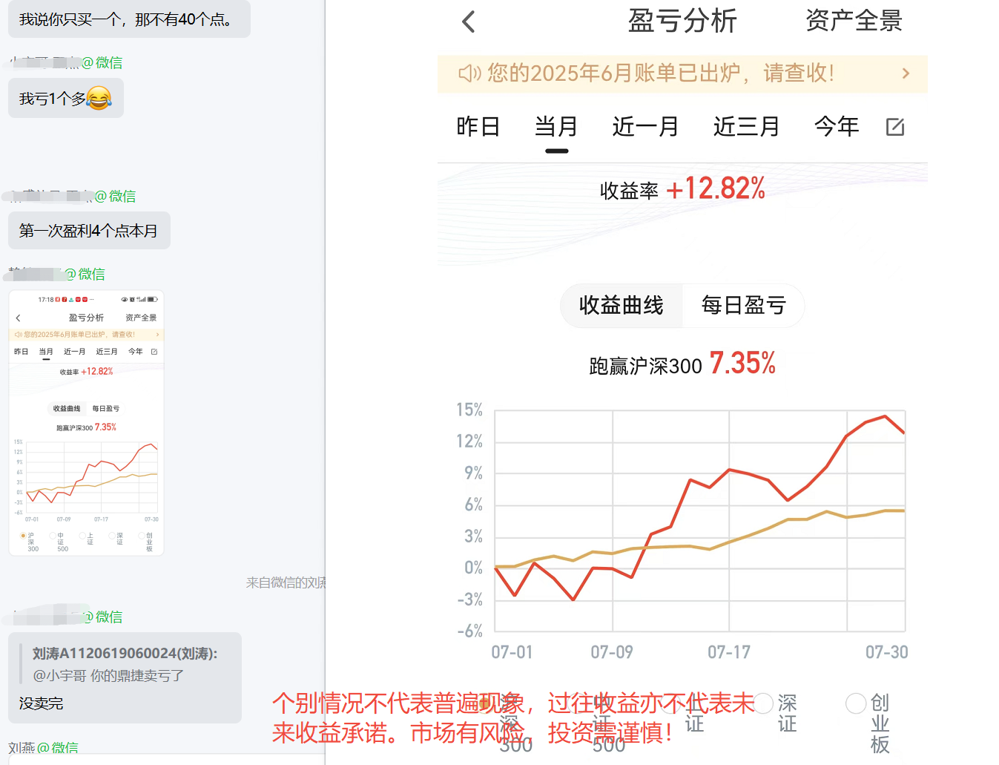 我说你只买一个，那不有40个点。
@微信
我亏1个多
@微信
第一次盈利4个点本月
@微信
17:18
盈亏分析 资产全景
您的2025年6月账单已出炉，请查收！
昨日 当月 近一月 近三月 今年
收益率 +12.82%
收益曲线 每日盈亏
跑赢沪深300 7.35%
15%
12%
9%
6%
3%
0%
-3%
-6%
07-01 07-09 07-17 07-30
沪深300 中证500 上证 深证 创业板
来自微信的刘燕
@微信
刘涛A1120619060024(刘涛):
@小宇哥 你的鼎捷卖亏了
没卖完
刘燕@微信
盈亏分析 资产全景
您的2025年6月账单已出炉，请查收！
昨日 当月 近一月 近三月 今年
收益率 +12.82%
收益曲线 每日盈亏
跑赢沪深300 7.35%
15%
12%
9%
6%
3%
0%
-3%
-6%
07-01 07-09 07-17 07-30
沪深300 中证500 上证 深证 创业板
个别情况不代表普遍现象，过往收益亦不代表未
来收益承诺。市场有风险，投资需谨慎！